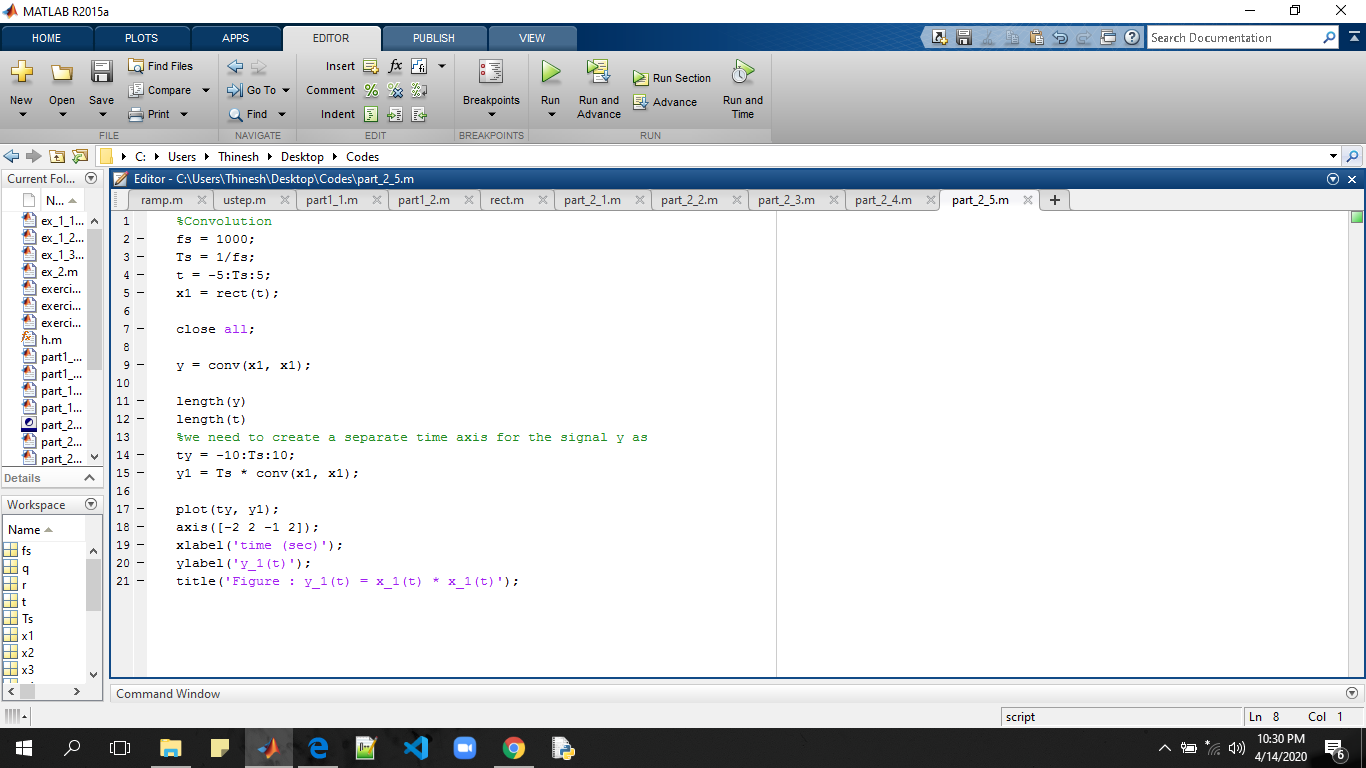 MATLAB R2015a
HOME PLOTS APPS EDITOR PUBLISH VIEW
Search Documentation
New Open Save Find Files Compare Print
Go To Find
Insert fx
Comment
Indent
Breakpoints
Run Run and Advance Run Section Advance Run and Time
FILE NAVIGATE EDIT BREAKPOINTS RUN
C: Users Thinesh Desktop Codes
Current Fol...
N...
ex_1_1...
ex_1_2...
ex_1_3...
ex_2.m
exerci...
exerci...
exerci...
h.m
part1_...
part1_...
part_1...
part_1...
part_2...
part_2...
part_2...
Details
Workspace
Name
fs
q
r
t
Ts
x1
x2
x3
Editor - C:\Users\Thinesh\Desktop\Codes\part_2_5.m
ramp.m ustep.m part1_1.m part1_2.m rect.m part_2_1.m part_2_2.m part_2_3.m part_2_4.m part_2_5.m
1 %Convolution
2 fs = 1000;
3 Ts = 1/fs;
4 t = -5:Ts:5;
5 x1 = rect(t);
6
7 close all;
8
9 y = conv(x1, x1);
10
11 length(y)
12 length(t)
13 %we need to create a separate time axis for the signal y as
14 ty = -10:Ts:10;
15 y1 = Ts * conv(x1, x1);
16
17 plot(ty, y1);
18 axis([-2 2 -1 2]);
19 xlabel('time (sec)');
20 ylabel('y_1(t)');
21 title('Figure : y_1(t) = x_1(t) * x_1(t)');
Command Window
script Ln 8 Col 1
10:30 PM
4/14/2020
6